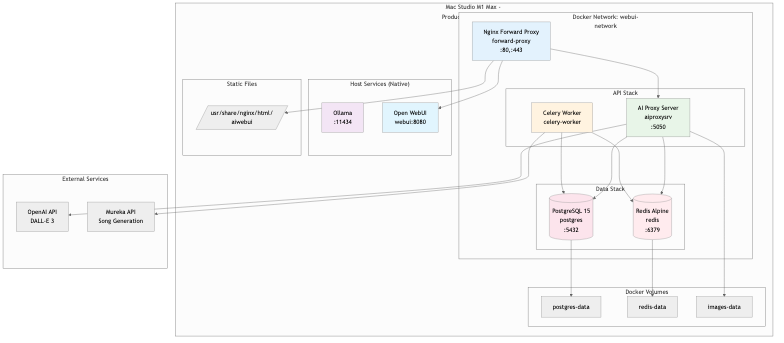 Mac Studio M1 Max -
Produ
Docker Network: webui-
network
Nginx Forward Proxy
forward-proxy
:80,:443
Static Files
usr/share/nginx/html/
aiwebui
Host Services (Native)
Ollama
:11434
Open WebUI
webui:8080
API Stack
Celery Worker
celery-worker
AI Proxy Server
aiproxysrv
:5050
External Services
OpenAI API
DALL-E 3
Mureka API
Song Generation
Data Stack
PostgreSQL 15
postgres
:5432
Redis Alpine
redis
:6379
Docker Volumes
postgres-data
redis-data
images-data